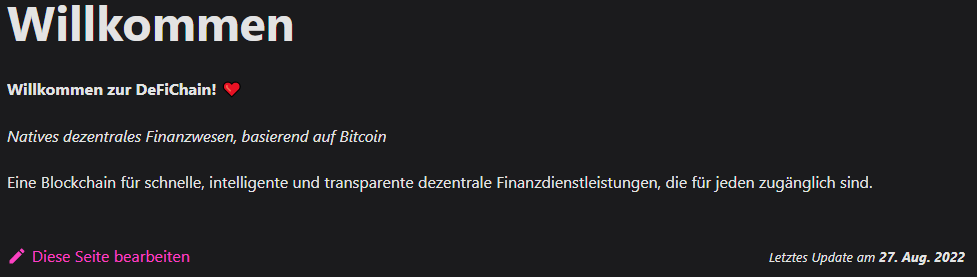 Willkommen
Willkommen zur DeFiChain! ❤️
Natives dezentrales Finanzwesen, basierend auf Bitcoin
Eine Blockchain für schnelle, intelligente und transparente dezentrale Finanzdienstleistungen, die für jeden zugänglich sind.
Diese Seite bearbeiten
Letztes Update am 27. Aug. 2022